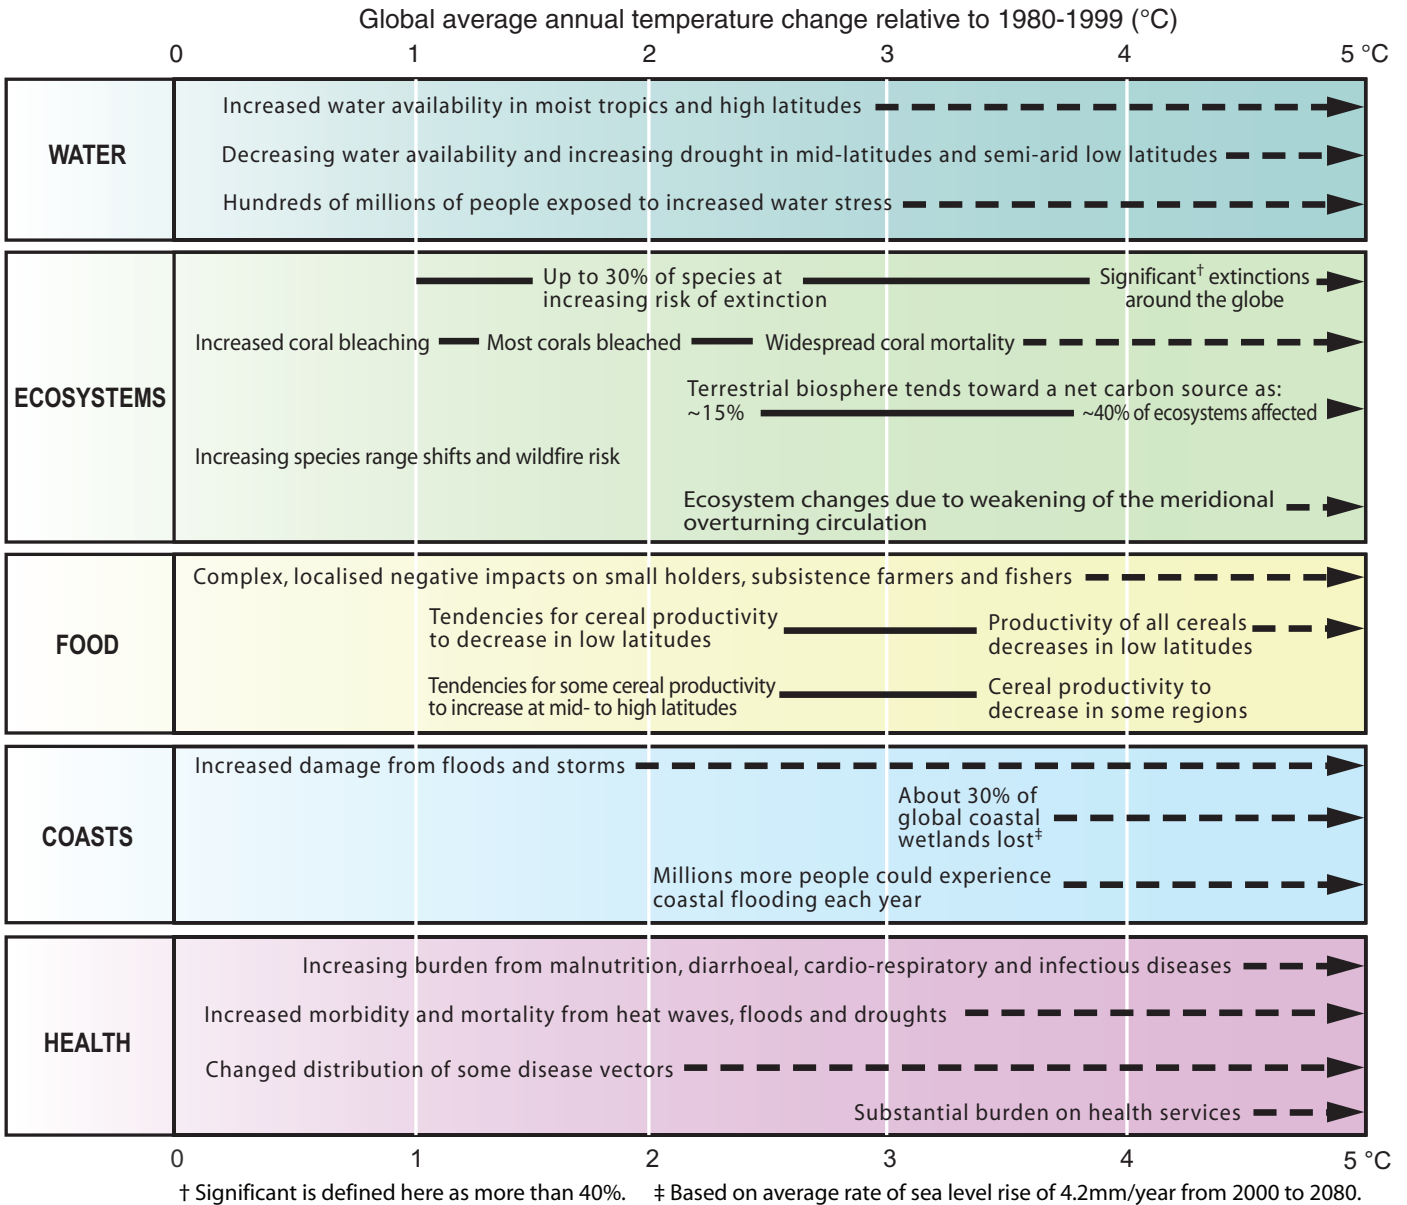 Global average annual temperature change relative to 1980-1999 (°C)
0 1 2 3 4 5 °C
WATER
Increased water availability in moist tropics and high latitudes
Decreasing water availability and increasing drought in mid-latitudes and semi-arid low latitudes
Hundreds of millions of people exposed to increased water stress
ECOSYSTEMS
Up to 30% of species at
increasing risk of extinction
Significant† extinctions
around the globe
Increased coral bleaching Most corals bleached Widespread coral mortality
Terrestrial biosphere tends toward a net carbon source as:
~15% ~40% of ecosystems affected
Increasing species range shifts and wildfire risk
Ecosystem changes due to weakening of the meridional
overturning circulation
FOOD
Complex, localised negative impacts on small holders, subsistence farmers and fishers
Tendencies for cereal productivity
to decrease in low latitudes
Productivity of all cereals
decreases in low latitudes
Tendencies for some cereal productivity
to increase at mid- to high latitudes
Cereal productivity to
decrease in some regions
COASTS
Increased damage from floods and storms
About 30% of
global coastal
wetlands lost‡
Millions more people could experience
coastal flooding each year
HEALTH
Increasing burden from malnutrition, diarrhoeal, cardio-respiratory and infectious diseases
Increased morbidity and mortality from heat waves, floods and droughts
Changed distribution of some disease vectors
Substantial burden on health services
0 1 2 3 4 5 °C
† Significant is defined here as more than 40%. ‡ Based on average rate of sea level rise of 4.2mm/year from 2000 to 2080.